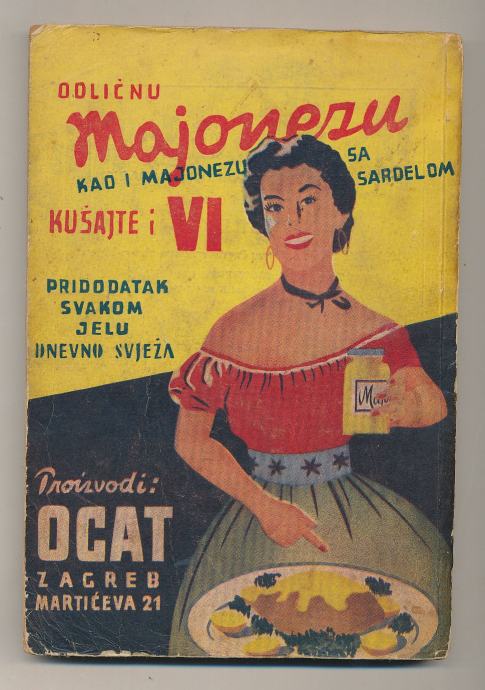 ODLIČNU
Majonezu
KAO I MAJONEZU SA SARDELOM
KUŠAJTE i VI
PRIDODATAK
SVAKOM
JELU
DNEVNO SVJEŽA
Proizvodi:
OCAT
ZAGREB
MARTIĆEVA 21